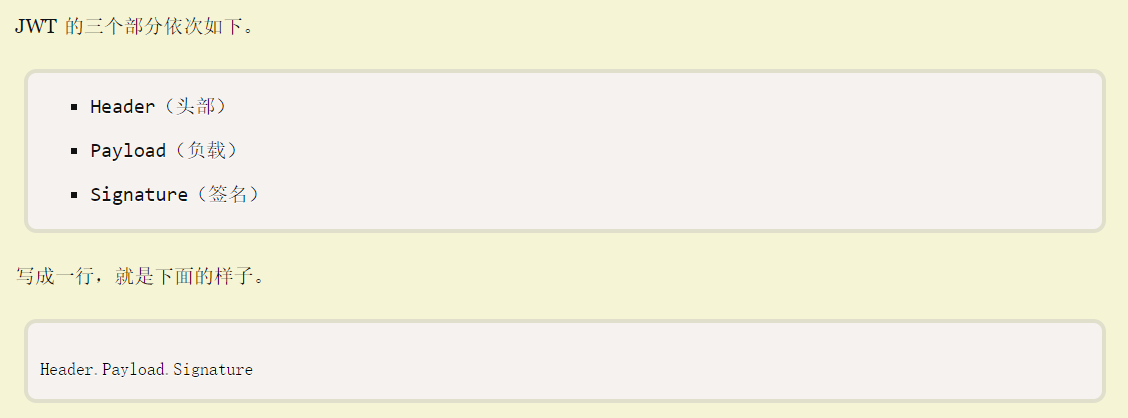 JWT 的三个部分依次如下。
Header（头部）
Payload（负载）
Signature（签名）
写成一行，就是下面的样子。
Header.Payload.Signature